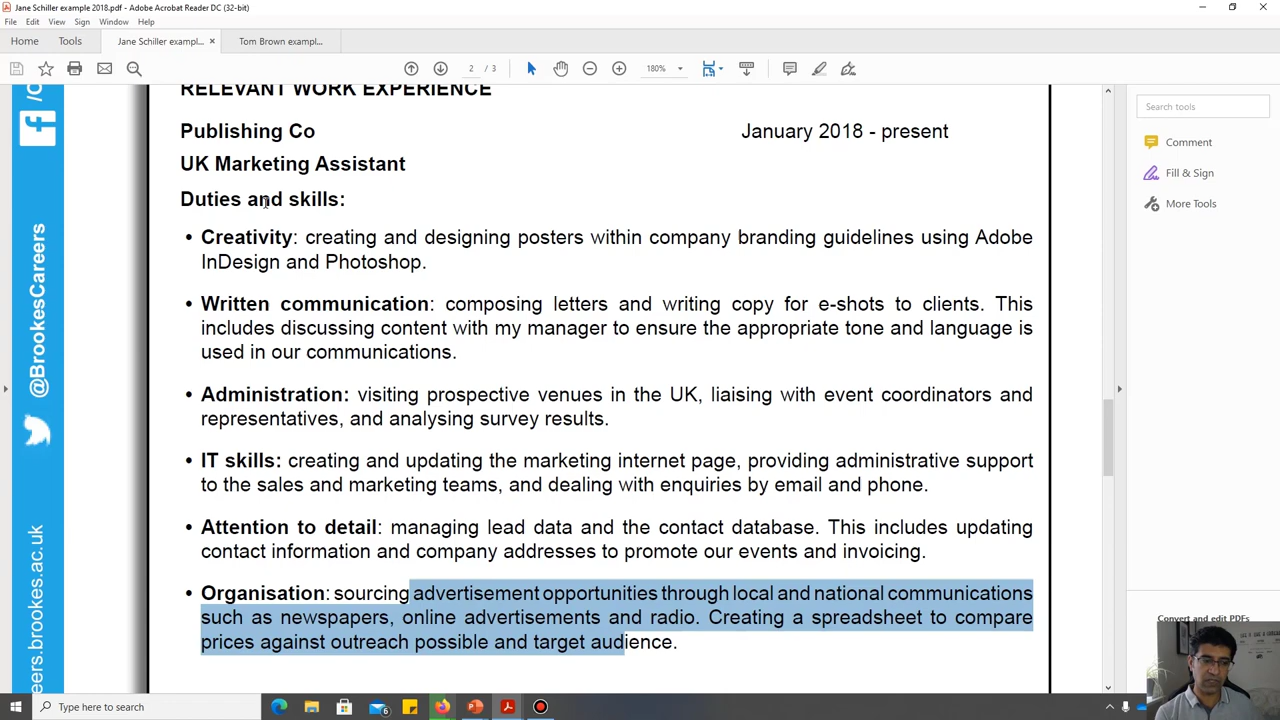 Jane Schiller example 2018.pdf - Adobe Acrobat Reader DC (32-bit)
File Edit View Sign Window Help
Home Tools Jane Schiller exampl... × Tom Brown exampl...
2 / 3 180%
Search tools
Comment
Fill & Sign
More Tools
Convert and edit PDFs
@BrookesCareers
eers.brookes.ac.uk
RELEVANT WORK EXPERIENCE
Publishing Co January 2018 - present
UK Marketing Assistant
Duties and skills:
• Creativity: creating and designing posters within company branding guidelines using Adobe
InDesign and Photoshop.
• Written communication: composing letters and writing copy for e-shots to clients. This
includes discussing content with my manager to ensure the appropriate tone and language is
used in our communications.
• Administration: visiting prospective venues in the UK, liaising with event coordinators and
representatives, and analysing survey results.
• IT skills: creating and updating the marketing internet page, providing administrative support
to the sales and marketing teams, and dealing with enquiries by email and phone.
• Attention to detail: managing lead data and the contact database. This includes updating
contact information and company addresses to promote our events and invoicing.
• Organisation: sourcing advertisement opportunities through local and national communications
such as newspapers, online advertisements and radio. Creating a spreadsheet to compare
prices against outreach possible and target audience.
Type here to search